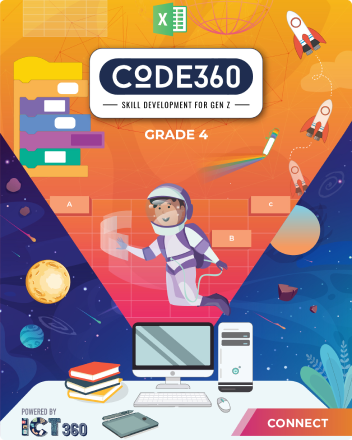 X
CODE360
SKILL DEVELOPMENT FOR GEN Z
GRADE 4
A
C
B
POWERED BY
ICT360
CONNECT